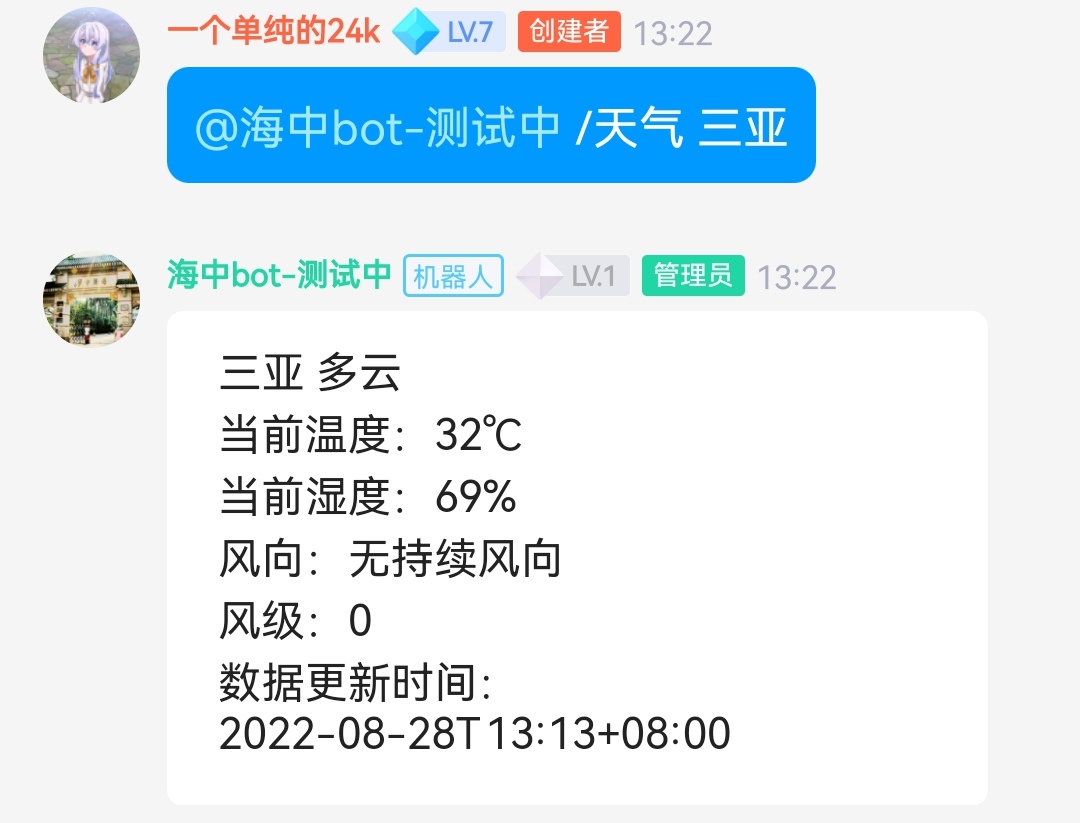 一个单纯的24k LV.7 创建者 13:22
@海中bot-测试中 /天气 三亚
海中bot-测试中 机器人 LV.1 管理员 13:22
三亚 多云
当前温度：32℃
当前湿度：69%
风向：无持续风向
风级：0
数据更新时间：
2022-08-28T13:13+08:00